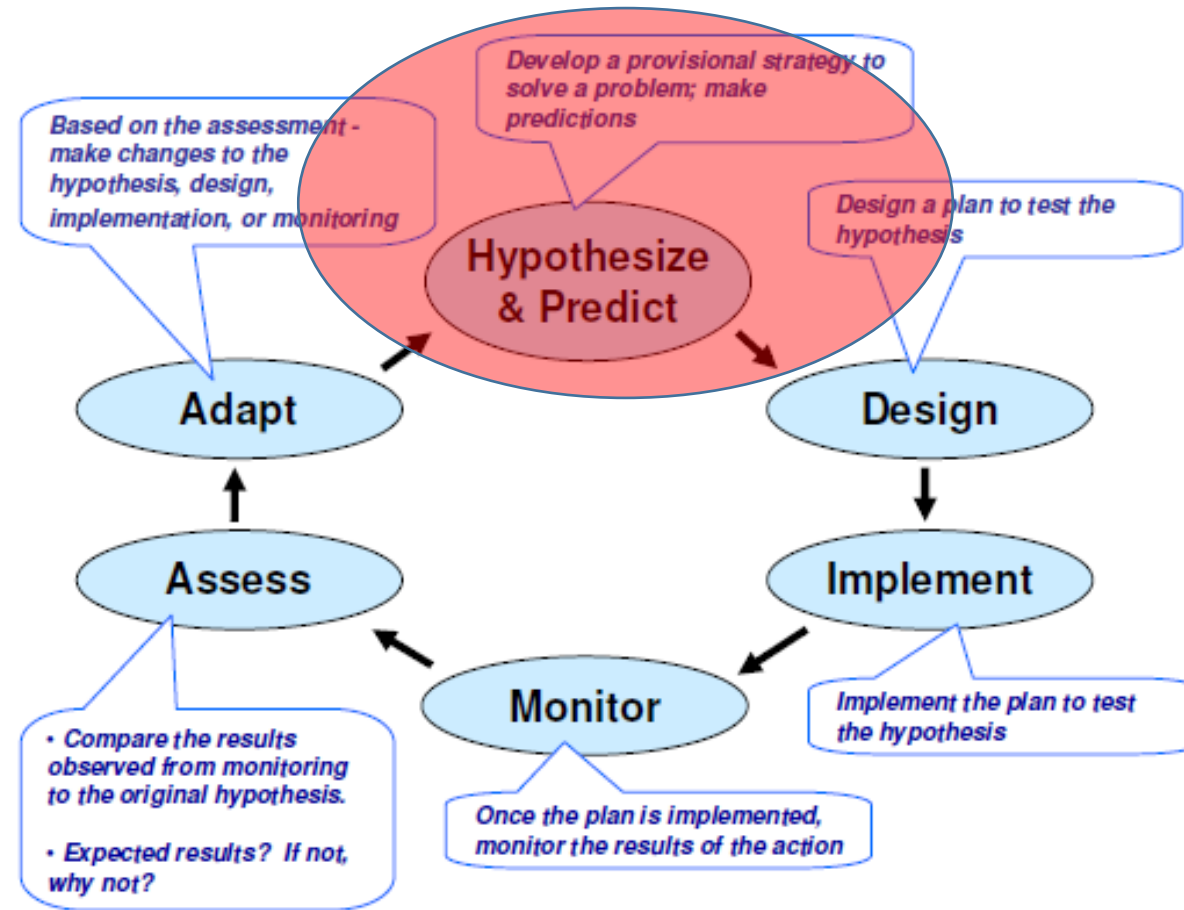 Develop a provisional strategy to
solve a problem; make
predictions
Based on the assessment -
make changes to the
hypothesis, design,
implementation, or monitoring
Design a plan to test the
hypothesis
Hypothesize
& Predict
Adapt
Design
Assess
Implement
Monitor
Implement the plan to test
the hypothesis
• Compare the results
observed from monitoring
to the original hypothesis.
• Expected results? If not,
why not?
Once the plan is implemented,
monitor the results of the action